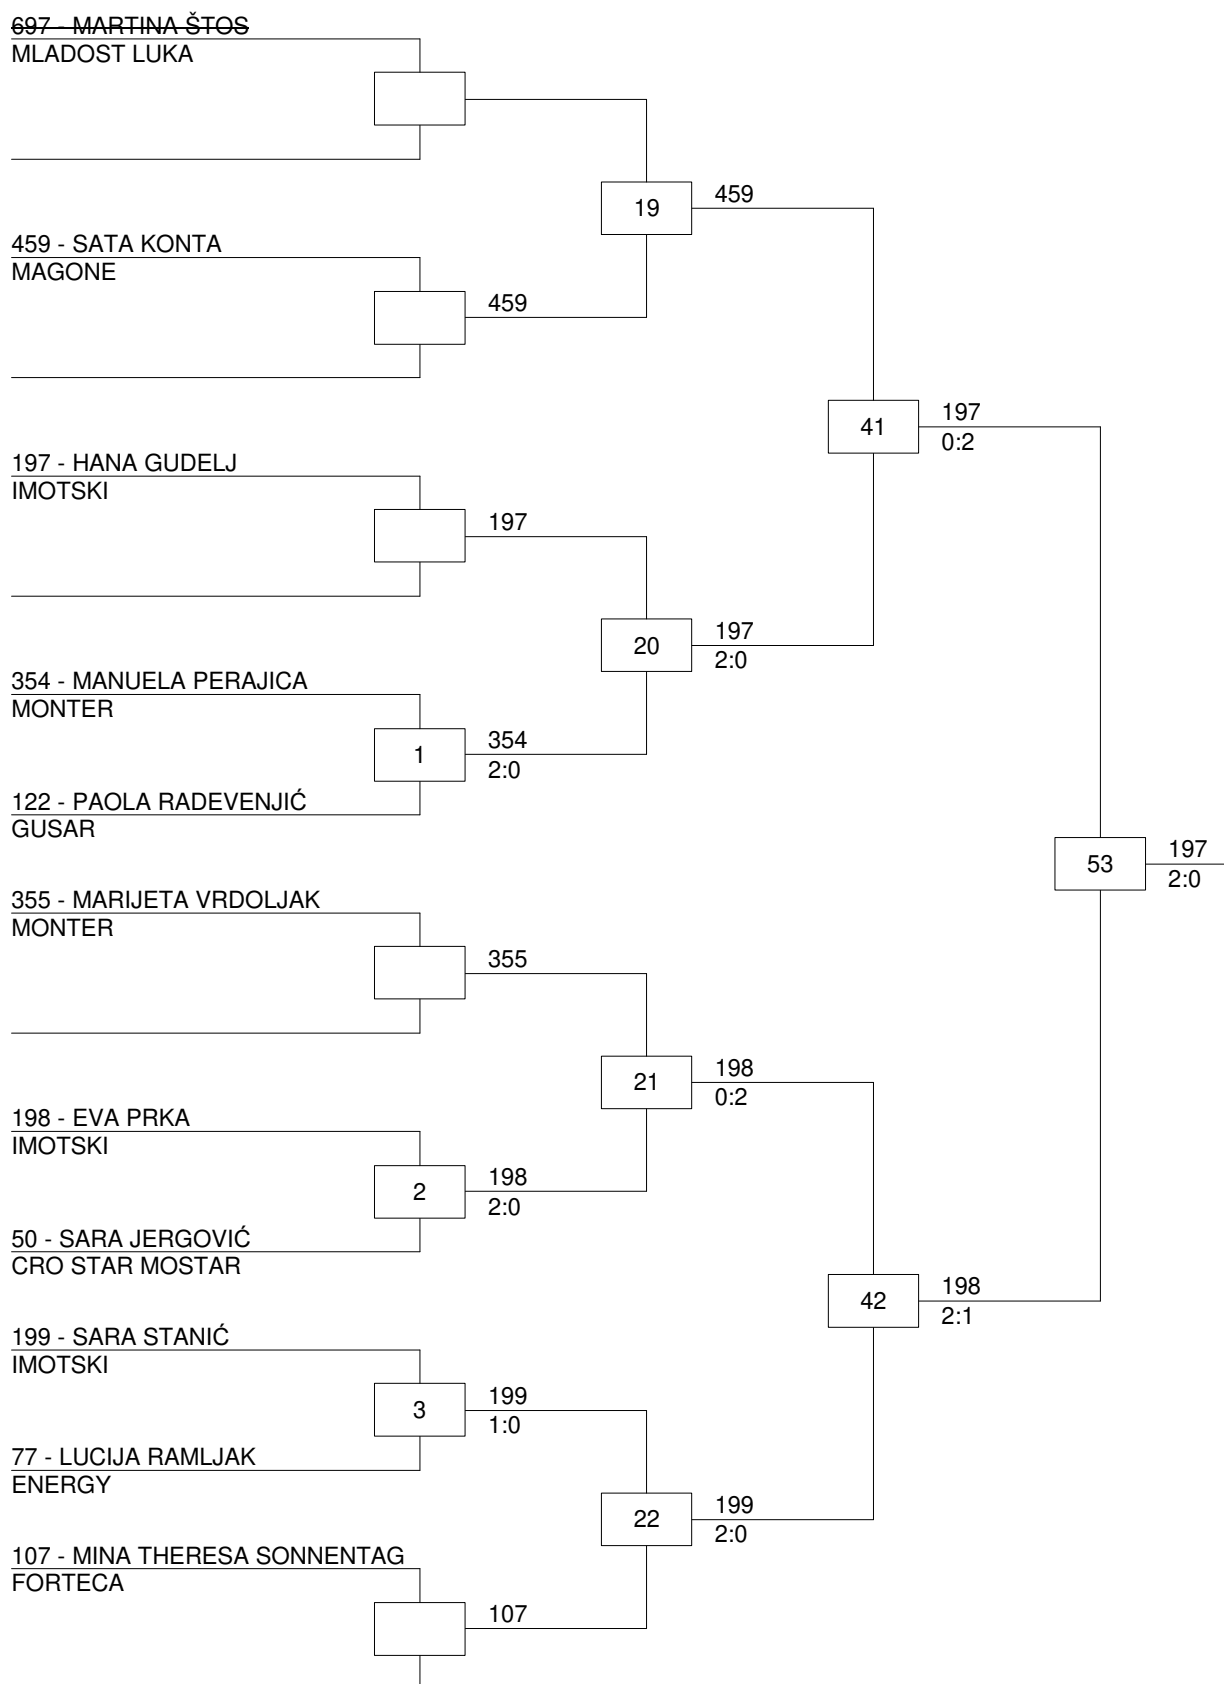 697 - MARTINA ŠTOS
MLADOST LUKA
19
459
459 - SATA KONTA
MAGONE
459
41
197
0:2
197 - HANA GUDELJ
IMOTSKI
197
20
197
2:0
354 - MANUELA PERAJICA
MONTER
1
354
2:0
122 - PAOLA RADEVENJIĆ
GUSAR
53
197
2:0
355 - MARIJETA VRDOLJAK
MONTER
355
21
198
0:2
198 - EVA PRKA
IMOTSKI
2
198
2:0
50 - SARA JERGOVIĆ
CRO STAR MOSTAR
42
198
2:1
199 - SARA STANIĆ
IMOTSKI
3
199
1:0
77 - LUCIJA RAMLJAK
ENERGY
22
199
2:0
107 - MINA THERESA SONNENTAG
FORTECA
107